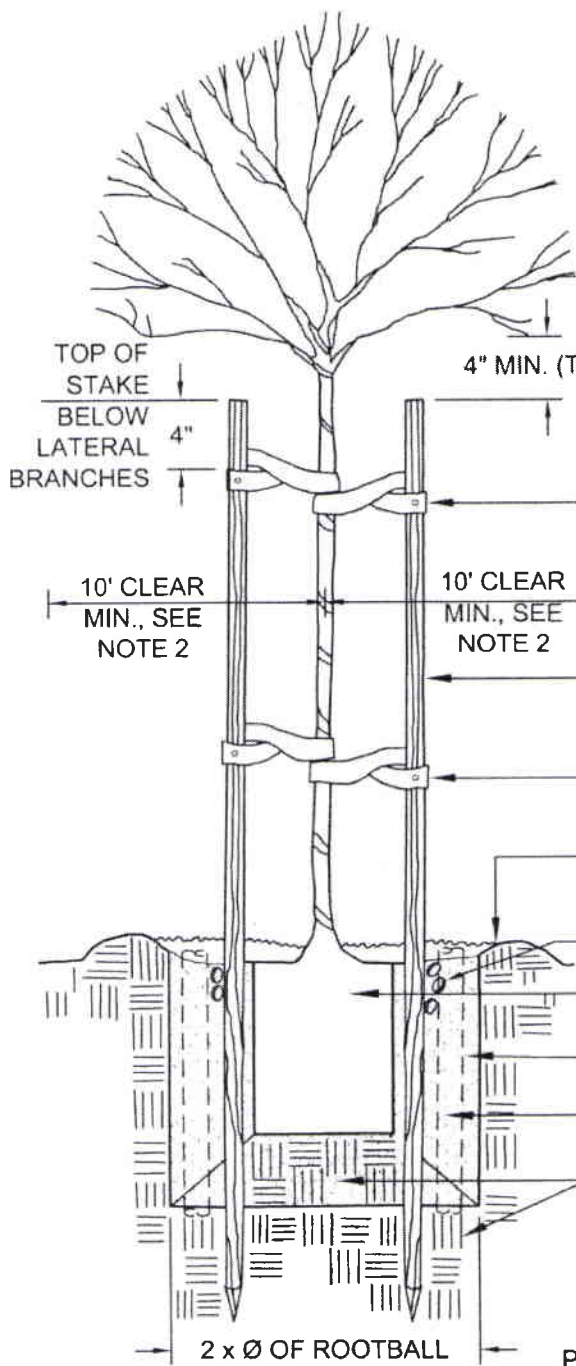 TOP OF
STAKE
BELOW
LATERAL
BRANCHES
4"
4" MIN. (T
10' CLEAR
MIN., SEE
NOTE 2
10' CLEAR
MIN., SEE
NOTE 2
2 x Ø OF ROOTBALL
P